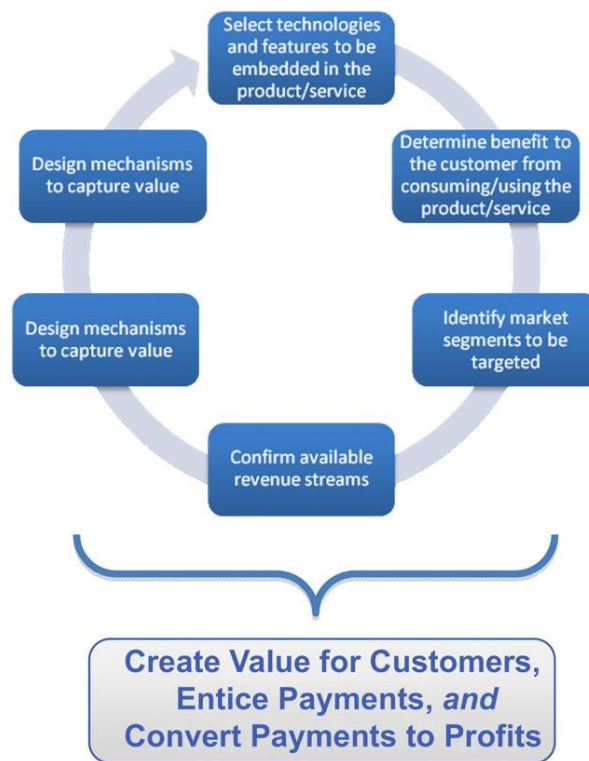 Select technologies
and features to be
embedded in the
product/service
Determine benefit to
the customer from
consuming/using the
product/service
Identify market
segments to be
targeted
Confirm available
revenue streams
Design mechanisms
to capture value
Design mechanisms
to capture value
Create Value for Customers,
Entice Payments, and
Convert Payments to Profits